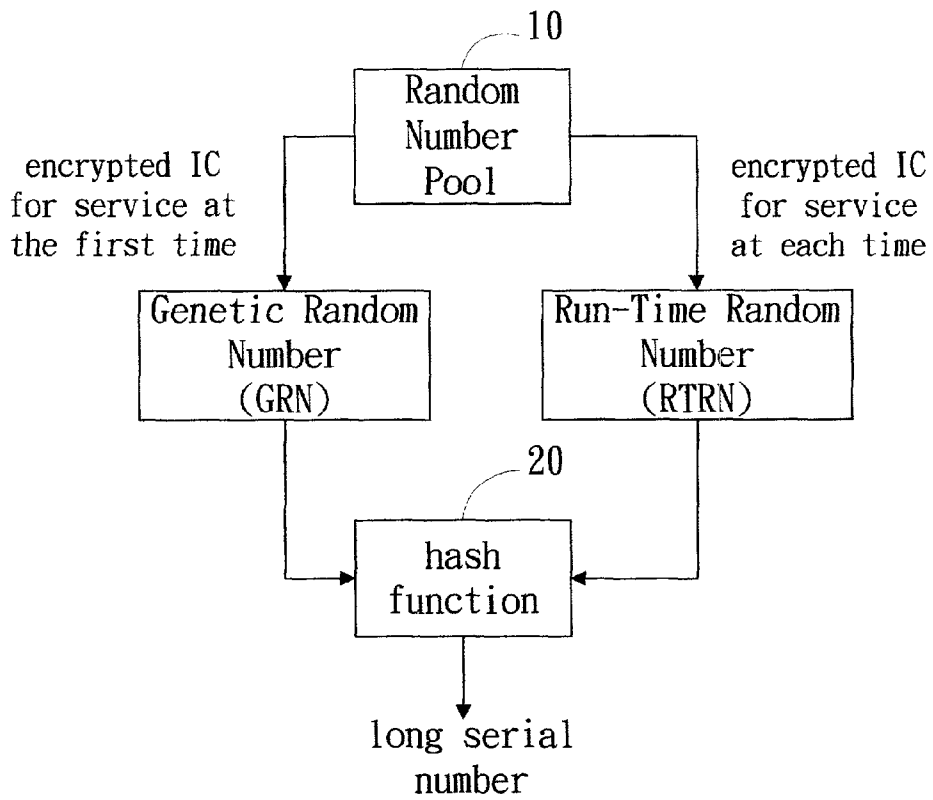 10
Random
Number
Pool
encrypted IC
for service at
the first time
encrypted IC
for service
at each time
Genetic Random
Number
(GRN)
Run-Time Random
Number
(RTRN)
20
hash
function
long serial
number